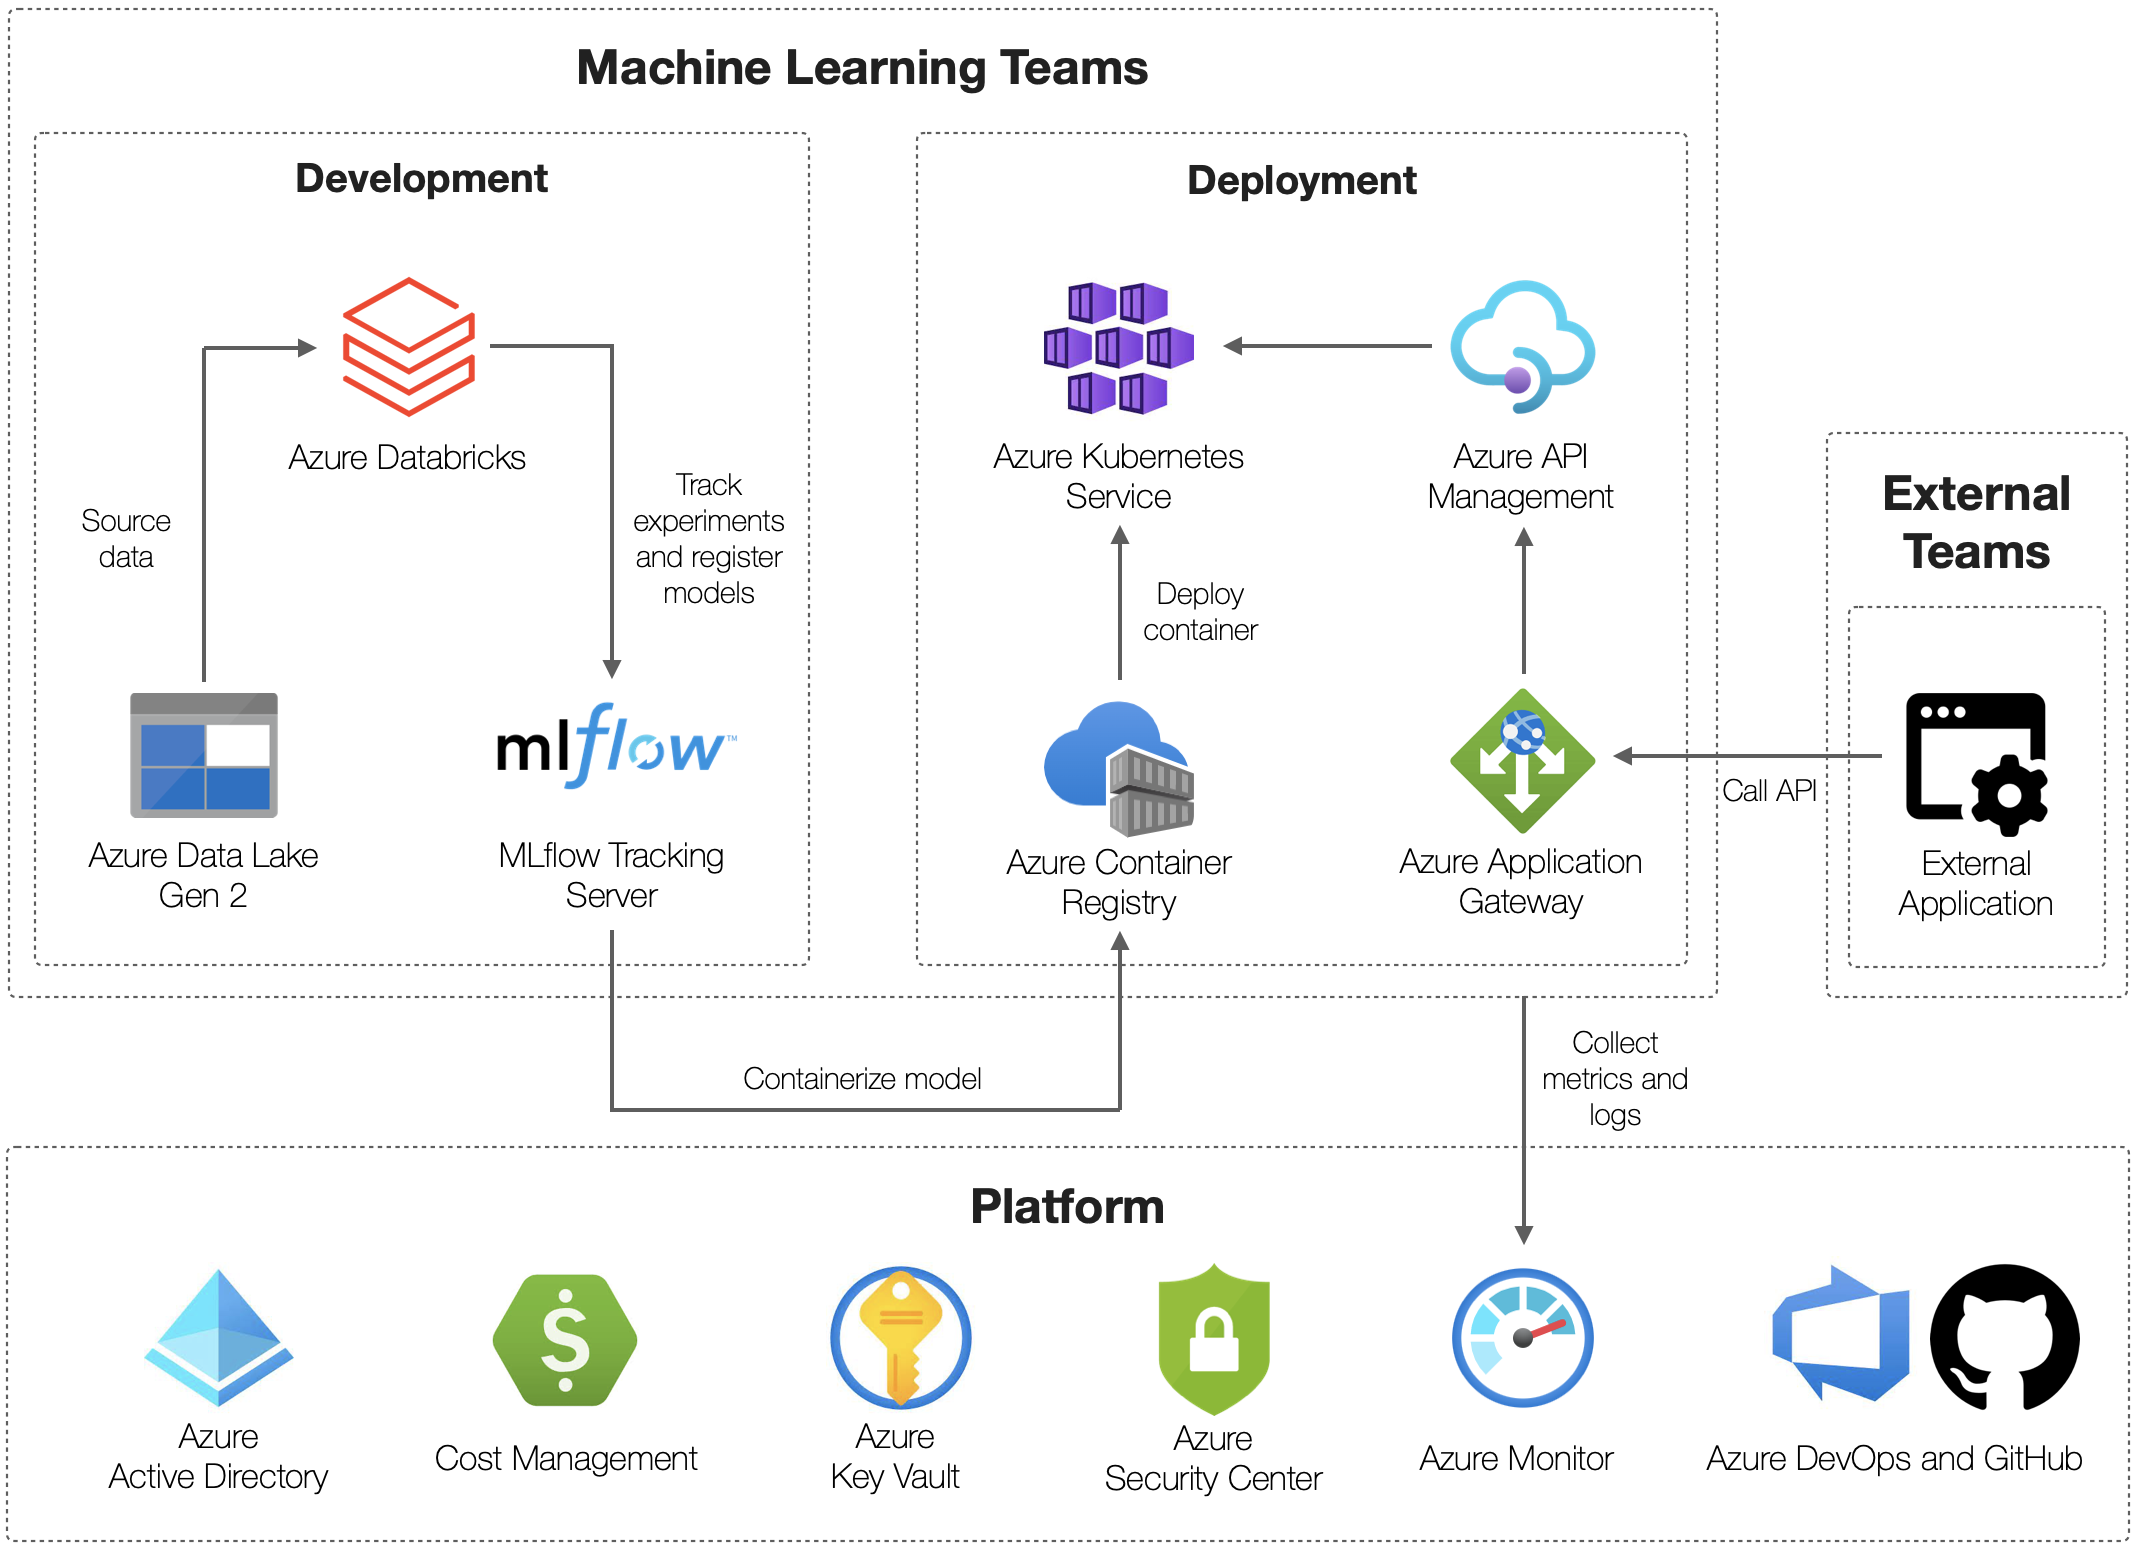 Machine Learning Teams
Development
Azure Databricks
Source
data
Track
experiments
and register
models
mlflow™
Azure Data Lake
Gen 2
MLflow Tracking
Server
Deployment
Azure Kubernetes
Service
Azure API
Management
Deploy
container
Azure Container
Registry
Azure Application
Gateway
Call API
External
Teams
External
Application
Containerize model
Collect
metrics and
logs
Platform
Azure
Active Directory
$
Cost Management
Azure
Key Vault
Azure
Security Center
Azure Monitor
Azure DevOps and GitHub